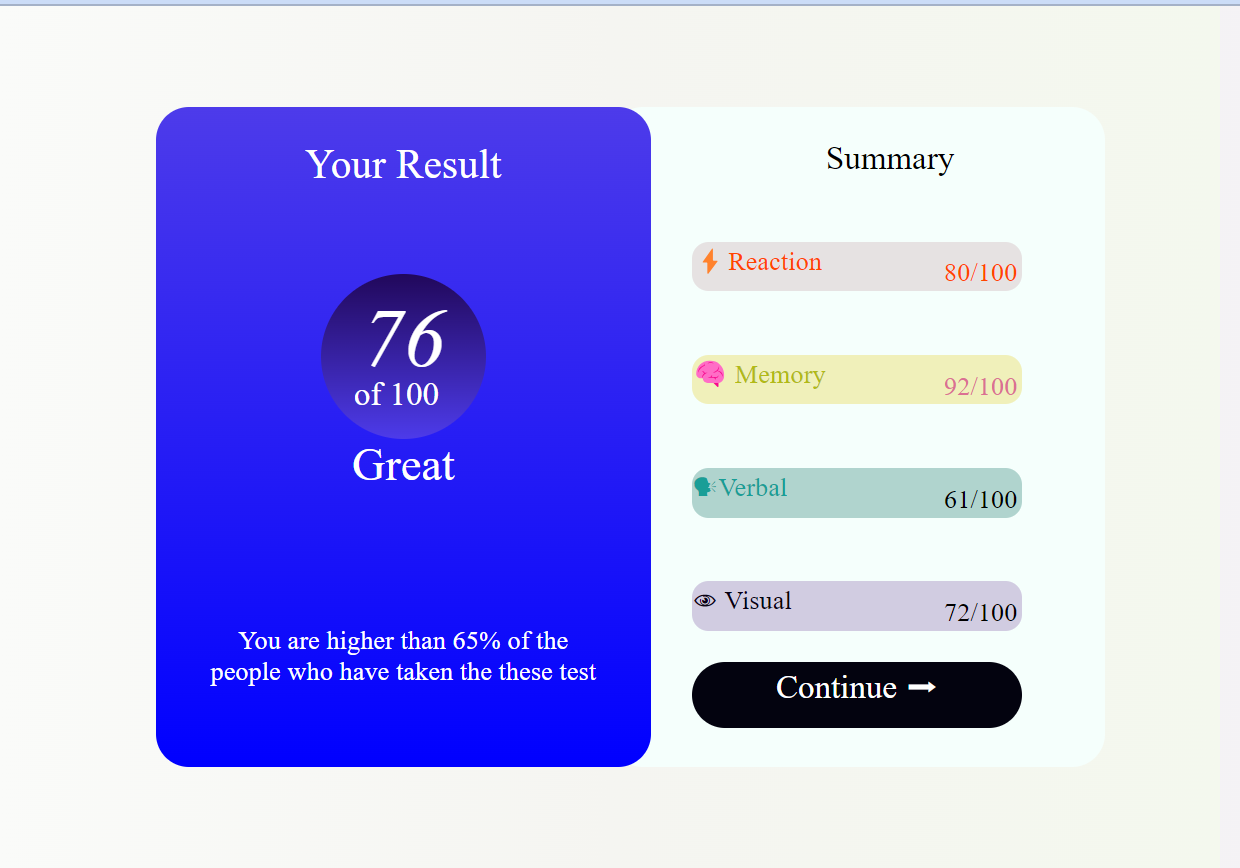 Your Result
76
of 100
Great
You are higher than 65% of the
people who have taken the these test
Summary
Reaction
80/100
Memory
92/100
Verbal
61/100
Visual
72/100
Continue ➞